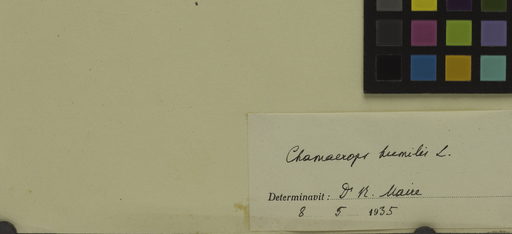 Chamaerops humilis L.
Determinavit: Dr R. Maire
8 5 1935